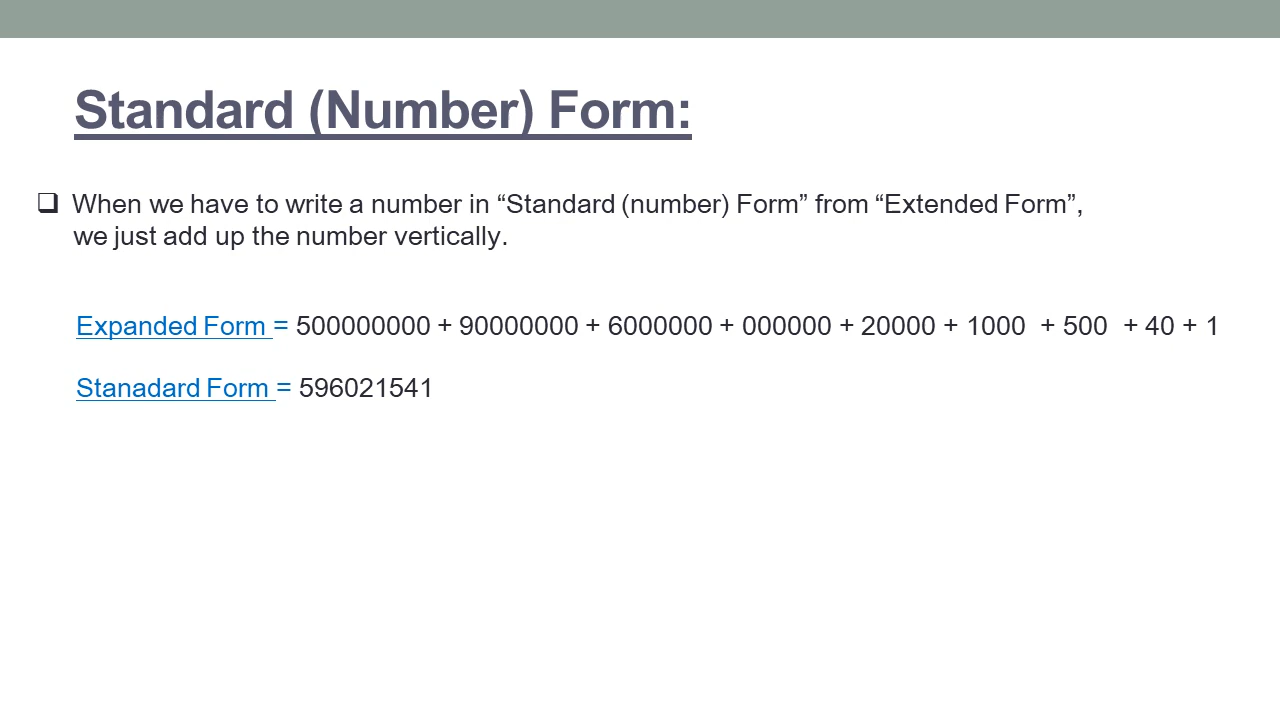 Standard (Number) Form:
❑ When we have to write a number in “Standard (number) Form” from “Extended Form”,
we just add up the number vertically.
Expanded Form = 500000000 + 90000000 + 6000000 + 000000 + 20000 + 1000 + 500 + 40 + 1
Stanadard Form = 596021541